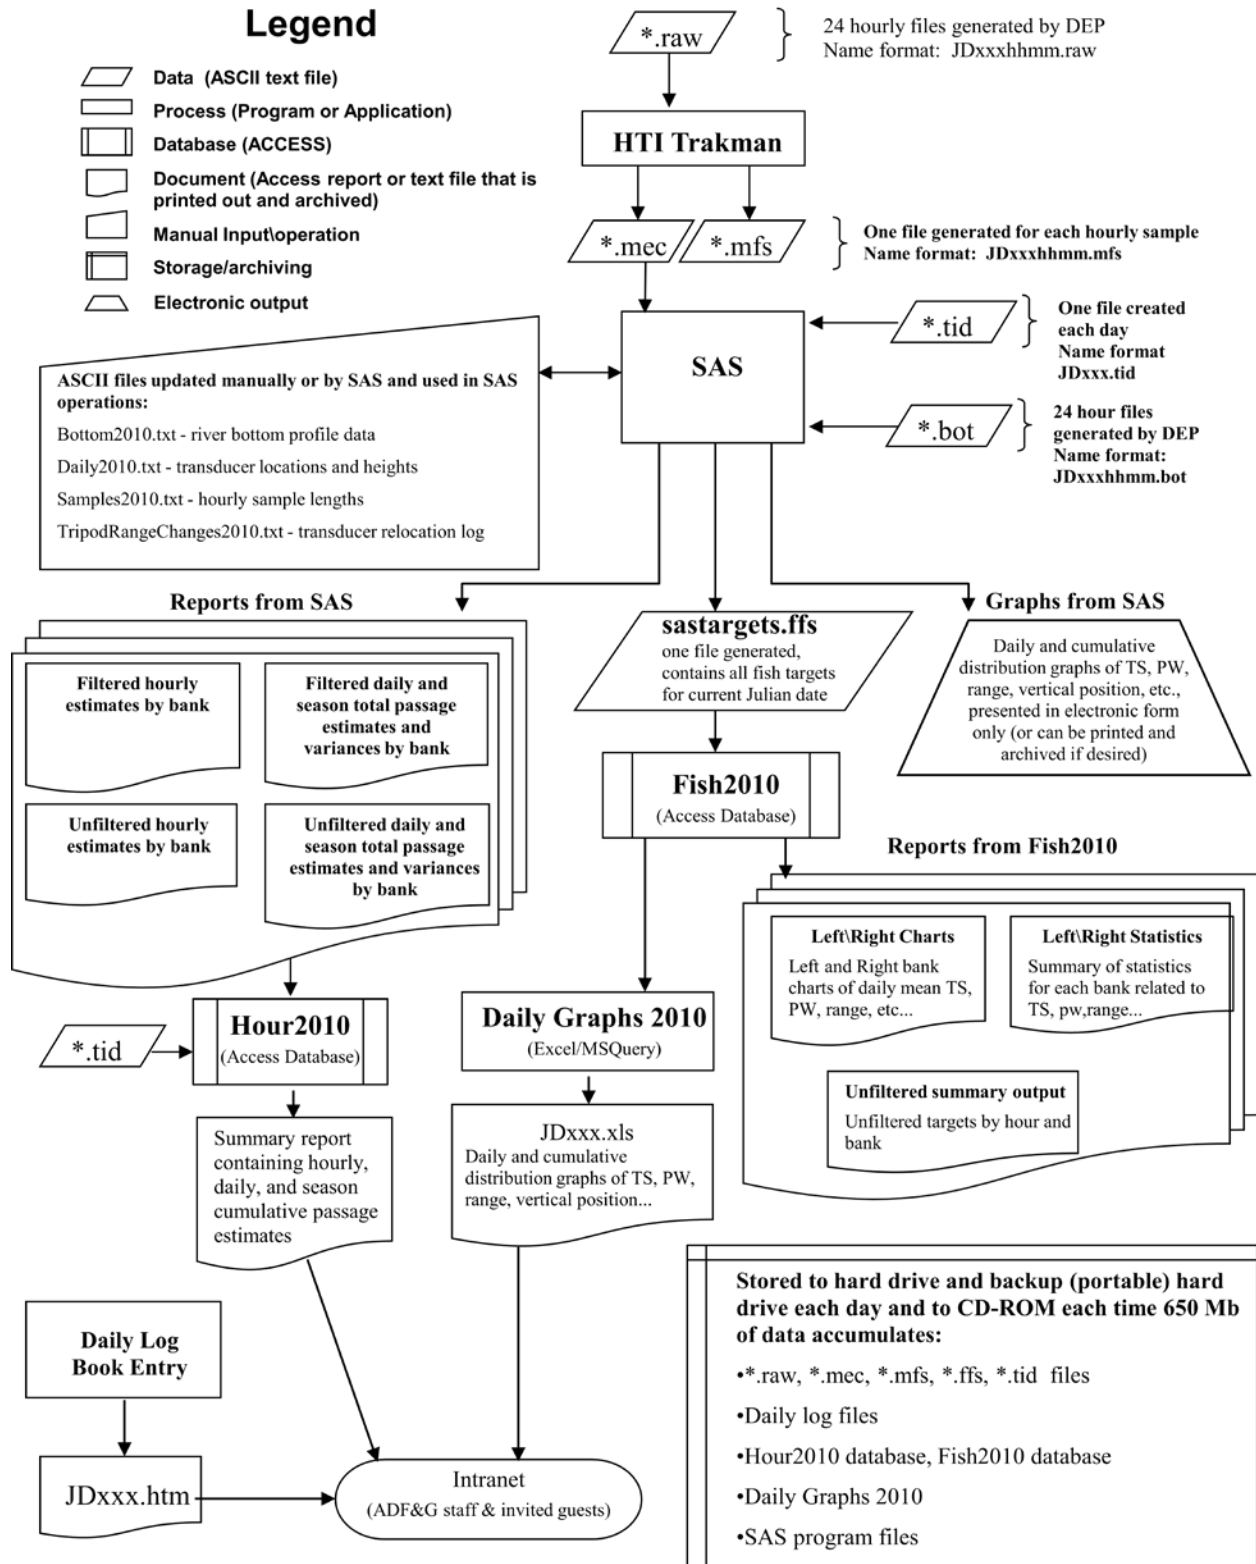 Legend
Data (ASCII text file)
Process (Program or Application)
Database (ACCESS)
Document (Access report or text file that is
printed out and archived)
Manual Input\operation
Storage/archiving
Electronic output
*.raw
24 hourly files generated by DEP
Name format: JDxxxhhmm.raw
HTI Trakman
*.mec
*.mfs
One file generated for each hourly sample
Name format: JDxxxhhmm.mfs
SAS
*.tid
One file created
each day
Name format
JDxxx.tid
*.bot
24 hour files
generated by DEP
Name format:
JDxxxhhmm.bot
ASCII files updated manually or by SAS and used in SAS
operations:
Bottom2010.txt - river bottom profile data
Daily2010.txt - transducer locations and heights
Samples2010.txt - hourly sample lengths
TripodRangeChanges2010.txt - transducer relocation log
Reports from SAS
Filtered hourly
estimates by bank
Filtered daily and
season total passage
estimates and
variances by bank
Unfiltered hourly
estimates by bank
Unfiltered daily and
season total passage
estimates and variances
by bank
sastargets.ffs
one file generated,
contains all fish targets
for current Julian date
Graphs from SAS
Daily and cumulative
distribution graphs of TS, PW,
range, vertical position, etc.,
presented in electronic form
only (or can be printed and
archived if desired)
Fish2010
(Access Database)
Reports from Fish2010
Left\Right Charts
Left and Right bank
charts of daily mean TS,
PW, range, etc...
Left\Right Statistics
Summary of statistics
for each bank related to
TS, pw,range...
Unfiltered summary output
Unfiltered targets by hour and
bank
*.tid
Hour2010
(Access Database)
Daily Graphs 2010
(Excel/MSQuery)
Summary report
containing hourly,
daily, and season
cumulative passage
estimates
JDxxx.xls
Daily and cumulative
distribution graphs of TS, PW,
range, vertical position...
Daily Log
Book Entry
JDxxx.htm
Intranet
(ADF&G staff & invited guests)
Stored to hard drive and backup (portable) hard
drive each day and to CD-ROM each time 650 Mb
of data accumulates:
•*.raw, *.mec, *.mfs, *.ffs, *.tid files
•Daily log files
•Hour2010 database, Fish2010 database
•Daily Graphs 2010
•SAS program files